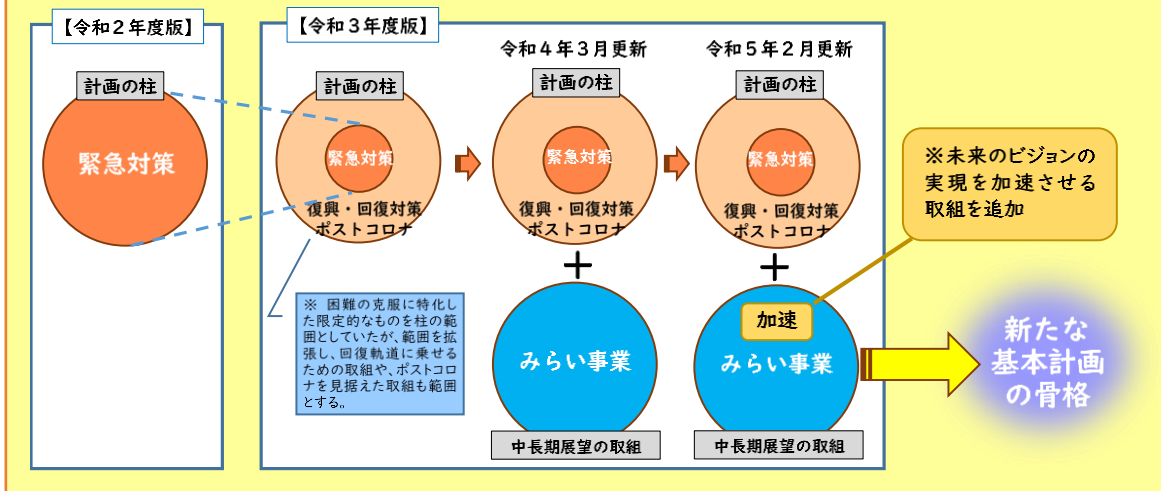 【令和２年度版】
計画の柱
緊急対策
【令和３年度版】
計画の柱
緊急対策
復興・回復対策
ポストコロナ
※ 困難の克服に特化し
た限定的なものを柱の範
囲としていたが、範囲を拡
張し、回復軌道に乗せる
ための取組や、ポストコロ
ナを見据えた取組も範囲
とする。
令和４年３月更新
計画の柱
緊急対策
復興・回復対策
ポストコロナ
＋
みらい事業
中長期展望の取組
令和５年２月更新
計画の柱
緊急対策
復興・回復対策
ポストコロナ
＋
加速
みらい事業
中長期展望の取組
※未来のビジョンの
実現を加速させる
取組を追加
新たな
基本計画
の骨格